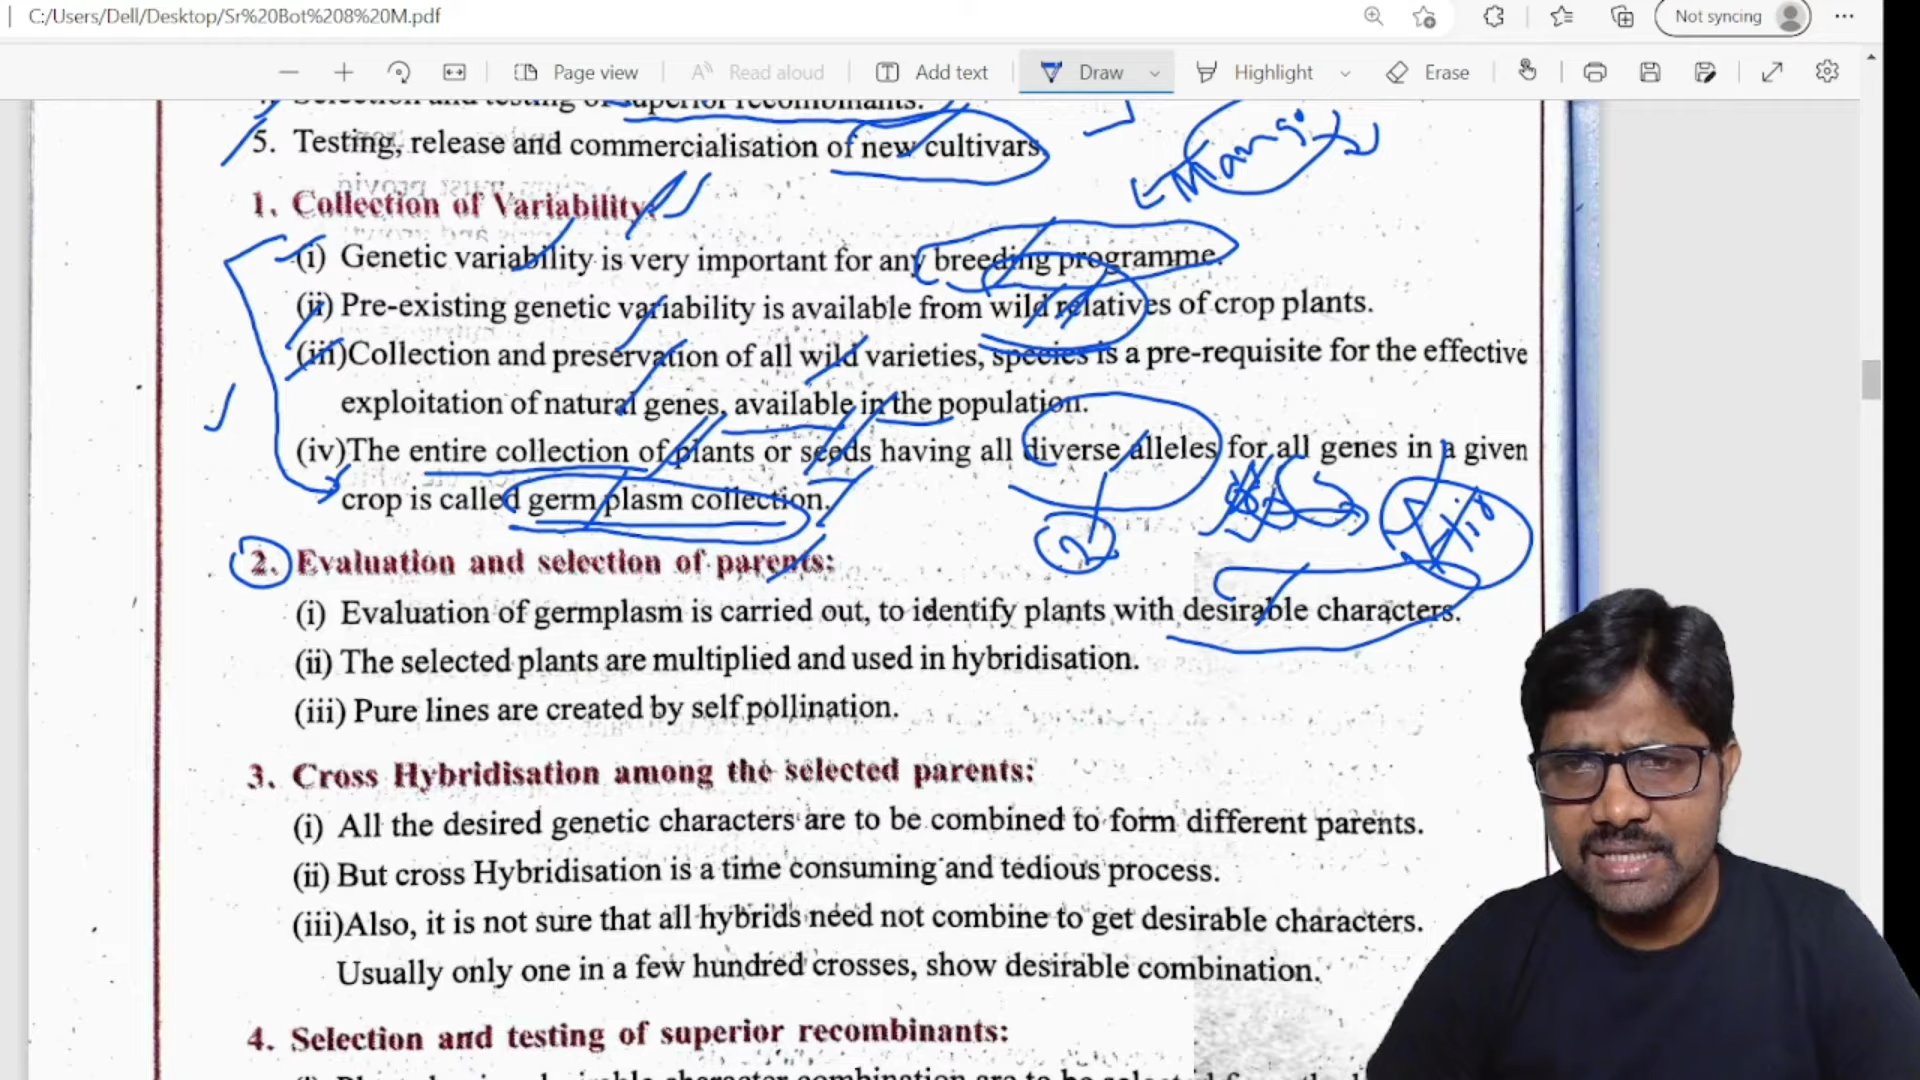 C:/Users/Dell/Desktop/Sr%20Bot%208%20M.pdf
Not syncing
Page view
Read aloud
Add text
Draw
Highlight
Erase
Selection and testing of superior recombinants.
5. Testing, release and commercialisation of new cultivars
1. Collection of Variability.
(i) Genetic variability is very important for any breeding programme.
(ii) Pre-existing genetic variability is available from wild relatives of crop plants.
(iii)Collection and preservation of all wild varieties, species is a pre-requisite for the effective
exploitation of natural genes, available in the population.
(iv)The entire collection of plants or seeds having all diverse alleles for all genes in a given
crop is called germ plasm collection.
2. Evaluation and selection of parents:
(i) Evaluation of germplasm is carried out, to identify plants with desirable characters.
(ii) The selected plants are multiplied and used in hybridisation.
(iii) Pure lines are created by self pollination.
3. Cross Hybridisation among the selected parents:
(i) All the desired genetic characters are to be combined to form different parents.
(ii) But cross Hybridisation is a time consuming and tedious process.
(iii)Also, it is not sure that all hybrids need not combine to get desirable characters.
Usually only one in a few hundred crosses, show desirable combination.
4. Selection and testing of superior recombinants: